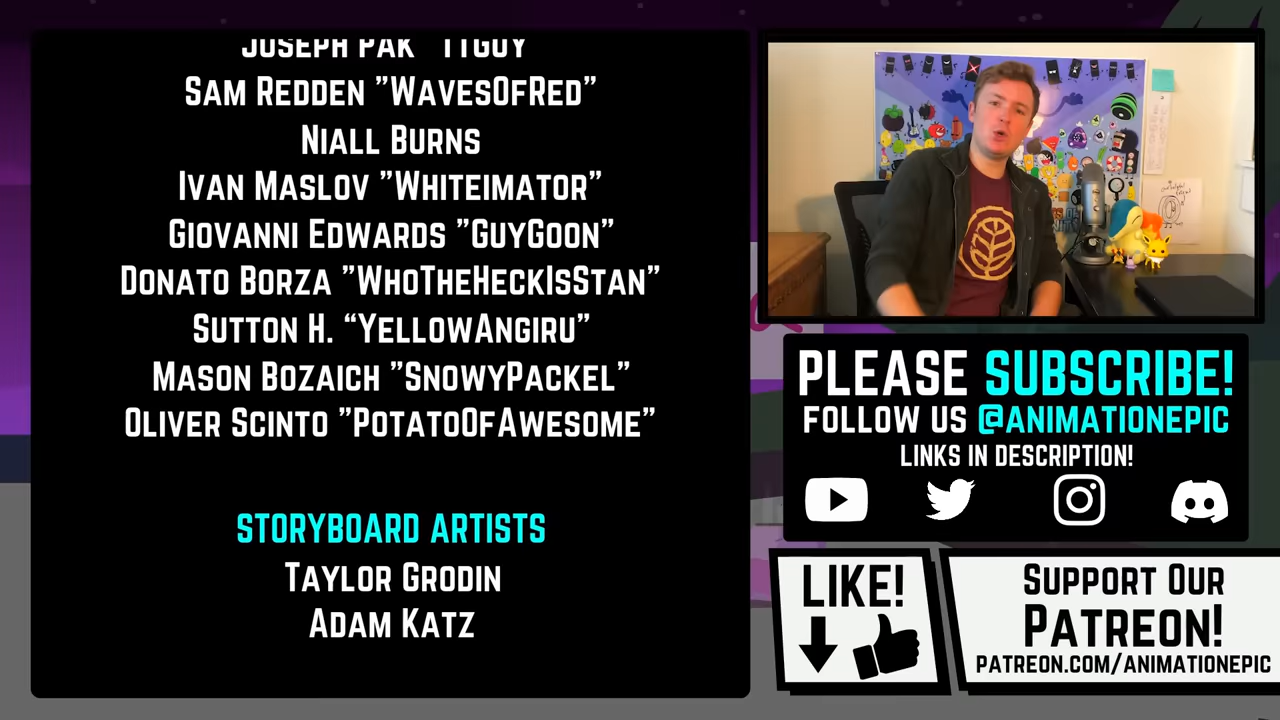 JOSEPH PAK
SAM REDDEN "WAVESOFRED"
NIALL BURNS
IVAN MASLOV "WHITEIMATOR"
GIOVANNI EDWARDS "GUYGOON"
DONATO BORZA "WHOTHEHECKISSTAN"
SUTTON H. “YELLOWANGIRU”
MASON BOZAICH "SNOWYPACKEL"
OLIVER SCINTO "POTATOOFAWESOME"
STORYBOARD ARTISTS
TAYLOR GRODIN
ADAM KATZ
PLEASE SUBSCRIBE!
FOLLOW US @ANIMATIONEPIC
LINKS IN DESCRIPTION!
LIKE!
SUPPORT OUR
PATREON!
PATREON.COM/ANIMATIONEPIC